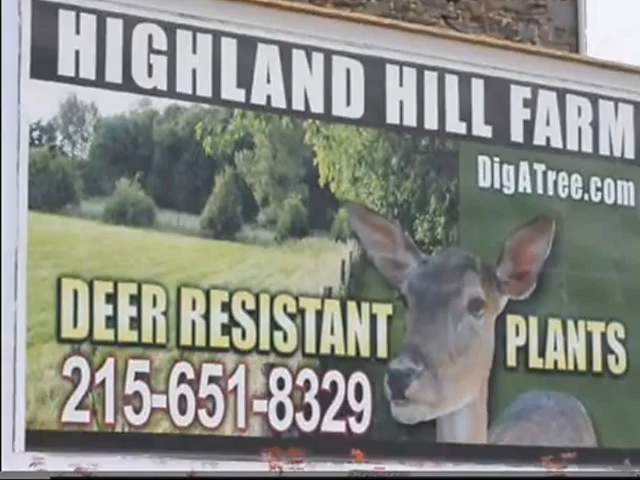 HIGHLAND HILL FARM
DigATree.com
DEER RESISTANT PLANTS
215-651-8329